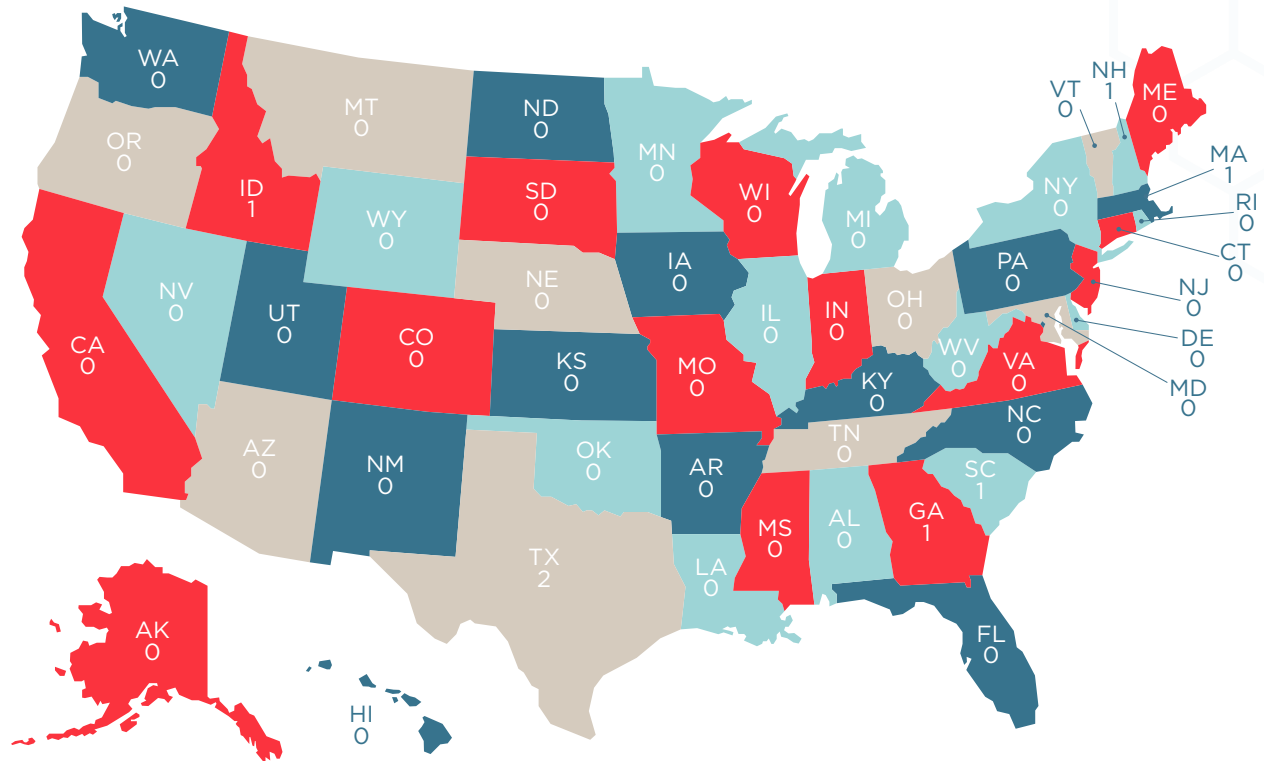 WA
0
OR
0
CA
0
ID
1
NV
0
MT
0
WY
0
UT
0
AZ
0
CO
0
NM
0
ND
0
SD
0
NE
0
KS
0
OK
0
TX
2
MN
0
IA
0
MO
0
AR
0
LA
0
WI
0
IL
0
MI
0
IN
0
OH
0
KY
0
TN
0
MS
0
AL
0
GA
1
FL
0
SC
1
NC
0
VA
0
WV
0
PA
0
NY
0
VT
0
NH
1
ME
0
MA
1
RI
0
CT
0
NJ
0
DE
0
MD
0
AK
0
HI
0